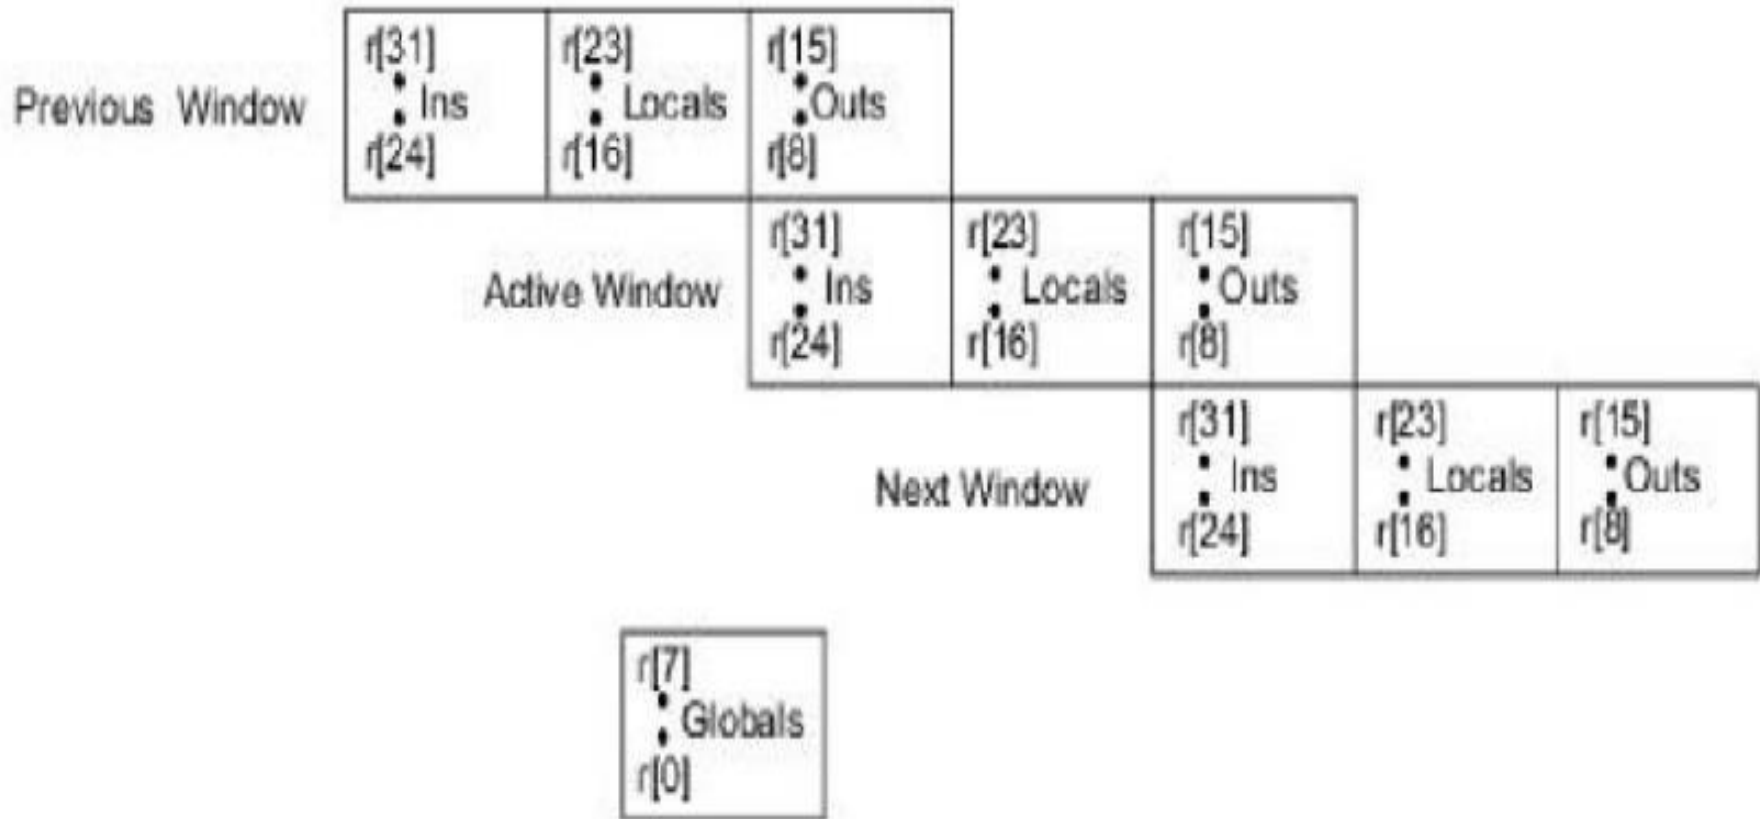 r[31] r[23] r[15]
Previous Window Ins Locals Outs
r[24] r[16] r[8]
r[31] r[23] r[15]
Active Window Ins Locals Outs
r[24] r[16] r[8]
r[31] r[23] r[15]
Next Window Ins Locals Outs
r[24] r[16] r[8]
r[7]
Globals
r[0]